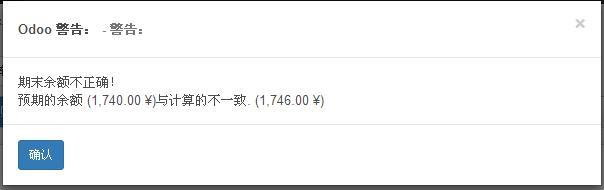 Odoo 警告： - 警告：
×
期末余额不正确！
预期的余额 (1,740.00 ¥)与计算的不一致. (1,746.00 ¥)
确认